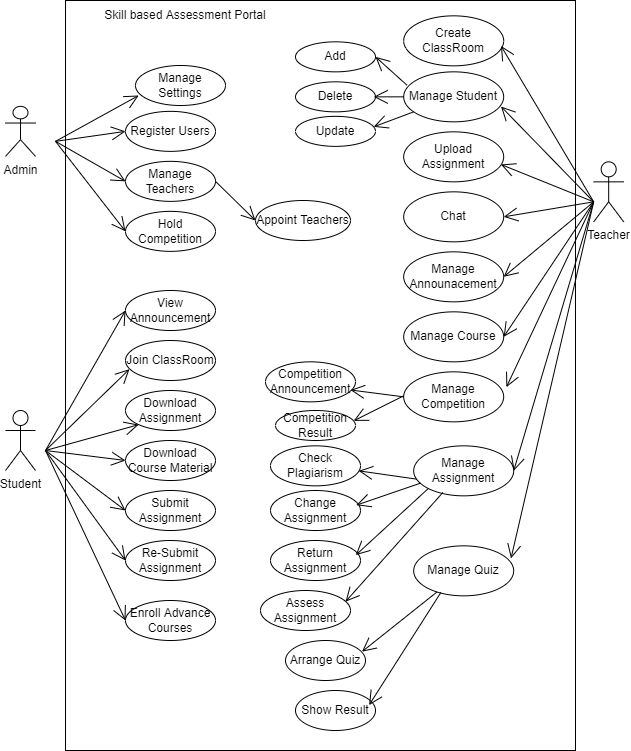 Skill based Assessment Portal
Create
ClassRoom
Add
Manage
Settings
Delete
Manage Student
Register Users
Update
Admin
Upload
Assignment
Manage
Teachers
Chat
Appoint Teachers
Hold
Competition
Teacher
Manage
Announacement
View
Announcement
Manage Course
Join ClassRoom
Competition
Announcement
Manage
Competition
Download
Assignment
Competition
Result
Download
Course Material
Check
Plagiarism
Manage
Assignment
Student
Submit
Assignment
Change
Assignment
Re-Submit
Assignment
Return
Assignment
Manage Quiz
Enroll Advance
Courses
Assess
Assignment
Arrange Quiz
Show Result